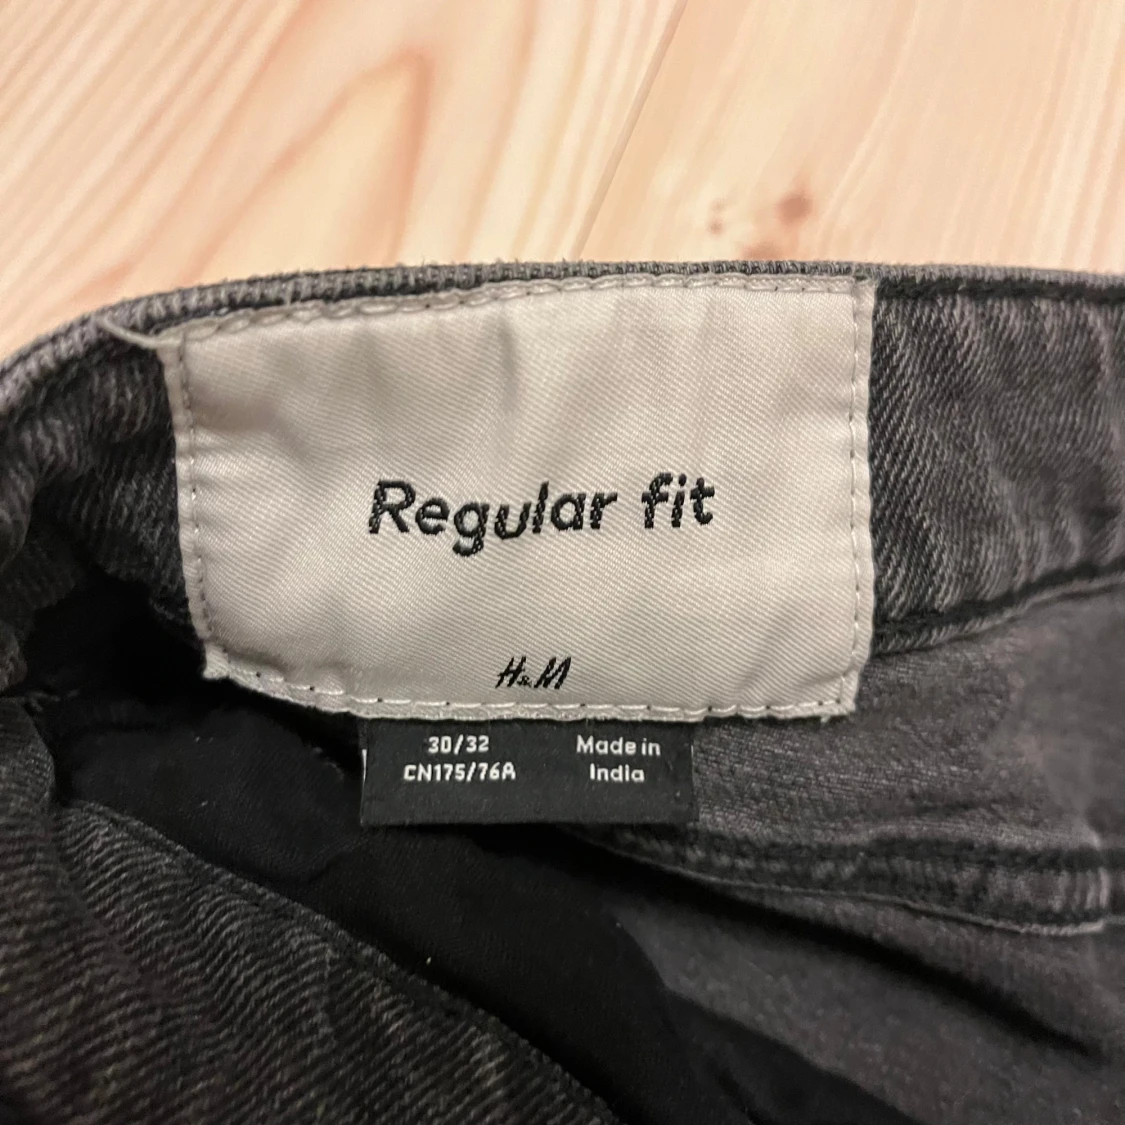 Regular fit
H&M
30/32
CN175/76A
Made in
India